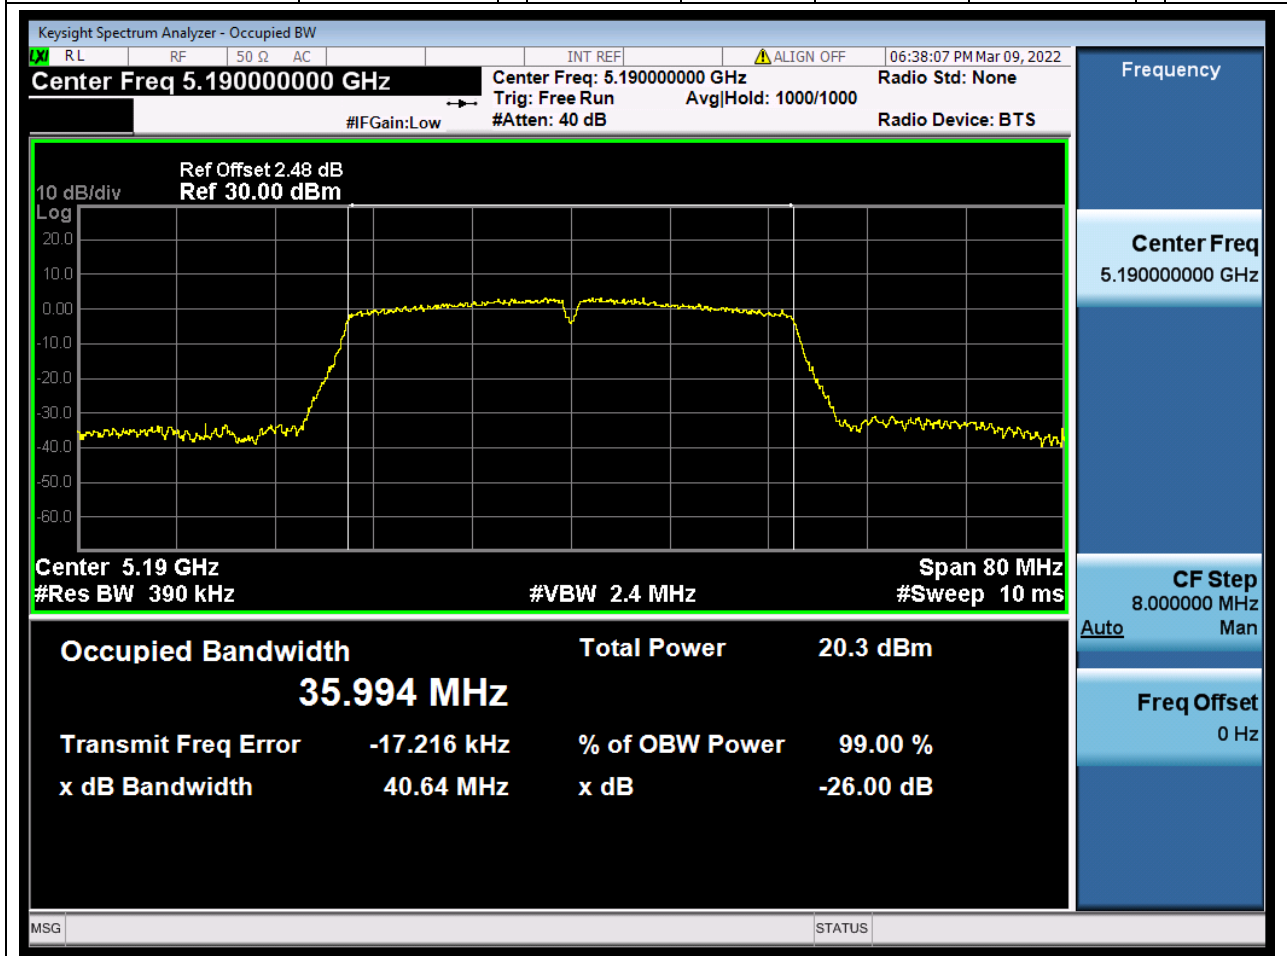 Keysight Spectrum Analyzer - Occupied BW
LXI RL RF 50 Ω AC INT REF ALIGN OFF 06:38:07 PM Mar 09, 2022
Center Freq 5.190000000 GHz
Center Freq: 5.190000000 GHz
Radio Std: None
Trig: Free Run Avg|Hold: 1000/1000
#IFGain:Low
#Atten: 40 dB
Radio Device: BTS
Ref Offset 2.48 dB
10 dB/div Ref 30.00 dBm
Log
20.0
10.0
0.00
-10.0
-20.0
-30.0
-40.0
-50.0
-60.0
Center 5.19 GHz Span 80 MHz
#Res BW 390 kHz #VBW 2.4 MHz #Sweep 10 ms
Occupied Bandwidth Total Power 20.3 dBm
35.994 MHz
Transmit Freq Error -17.216 kHz % of OBW Power 99.00 %
x dB Bandwidth 40.64 MHz x dB -26.00 dB
MSG STATUS
Frequency
Center Freq
5.190000000 GHz
CF Step
8.000000 MHz
Auto Man
Freq Offset
0 Hz